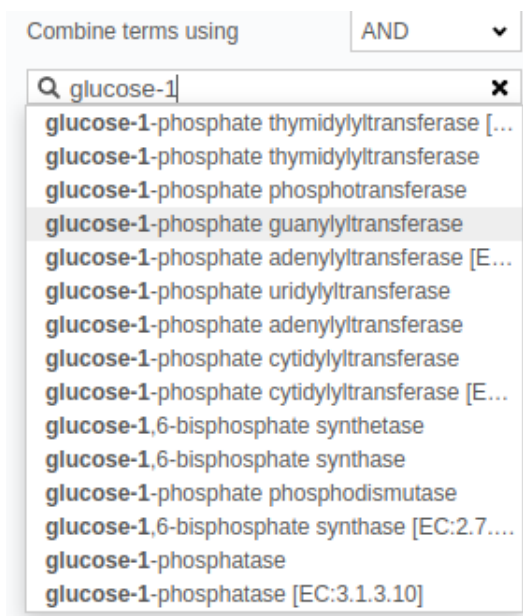 Combine terms using AND
glucose-1
glucose-1-phosphate thymidylyltransferase [...
glucose-1-phosphate thymidylyltransferase
glucose-1-phosphate phosphotransferase
glucose-1-phosphate guanylyltransferase
glucose-1-phosphate adenylyltransferase [E...
glucose-1-phosphate uridylyltransferase
glucose-1-phosphate adenylyltransferase
glucose-1-phosphate cytidylyltransferase
glucose-1-phosphate cytidylyltransferase [E...
glucose-1,6-bisphosphate synthetase
glucose-1,6-bisphosphate synthase
glucose-1-phosphate phosphodismutase
glucose-1,6-bisphosphate synthase [EC:2.7....
glucose-1-phosphatase
glucose-1-phosphatase [EC:3.1.3.10]